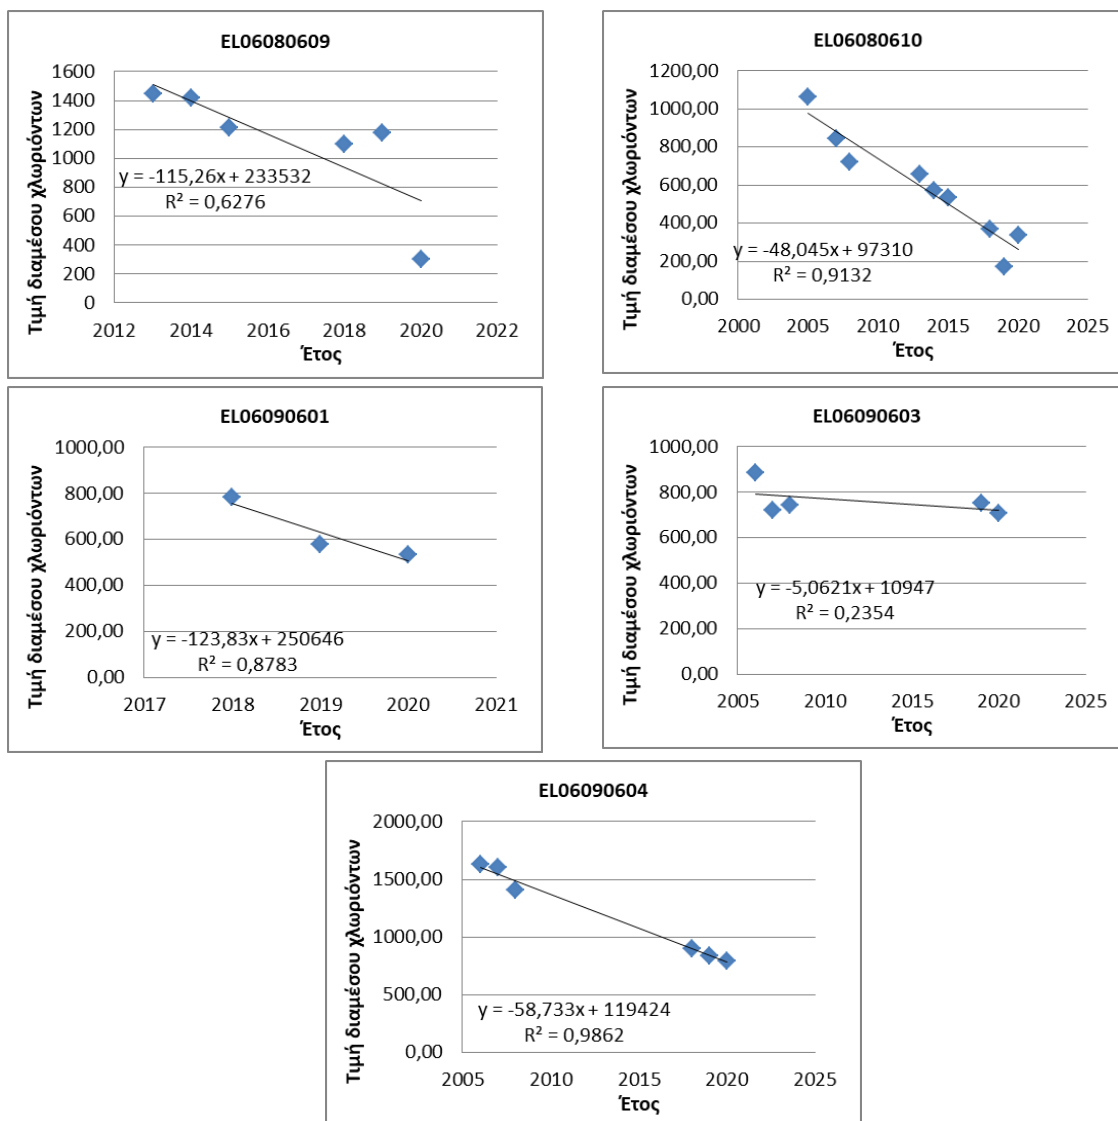 EL06080609
Τιμή διαμέσου χλωριόντων
1600
1400
1200
1000
800
600
400
200
0
y = -115,26x + 233532
R² = 0,6276
2012 2014 2016 2018 2020 2022
Έτος
EL06080610
Τιμή διαμέσου χλωριόντων
1200,00
1000,00
800,00
600,00
400,00
200,00
0,00
y = -48,045x + 97310
R² = 0,9132
2000 2005 2010 2015 2020 2025
Έτος
EL06090601
Τιμή διαμέσου χλωριόντων
1000,00
800,00
600,00
400,00
200,00
0,00
y = -123,83x + 250646
R² = 0,8783
2017 2018 2019 2020 2021
Έτος
EL06090603
Τιμή διαμέσου χλωριόντων
1000,00
800,00
600,00
400,00
200,00
0,00
y = -5,0621x + 10947
R² = 0,2354
2005 2010 2015 2020 2025
Έτος
EL06090604
Τιμή διαμέσου χλωριόντων
2000,00
1500,00
1000,00
500,00
0,00
y = -58,733x + 119424
R² = 0,9862
2005 2010 2015 2020 2025
Έτος